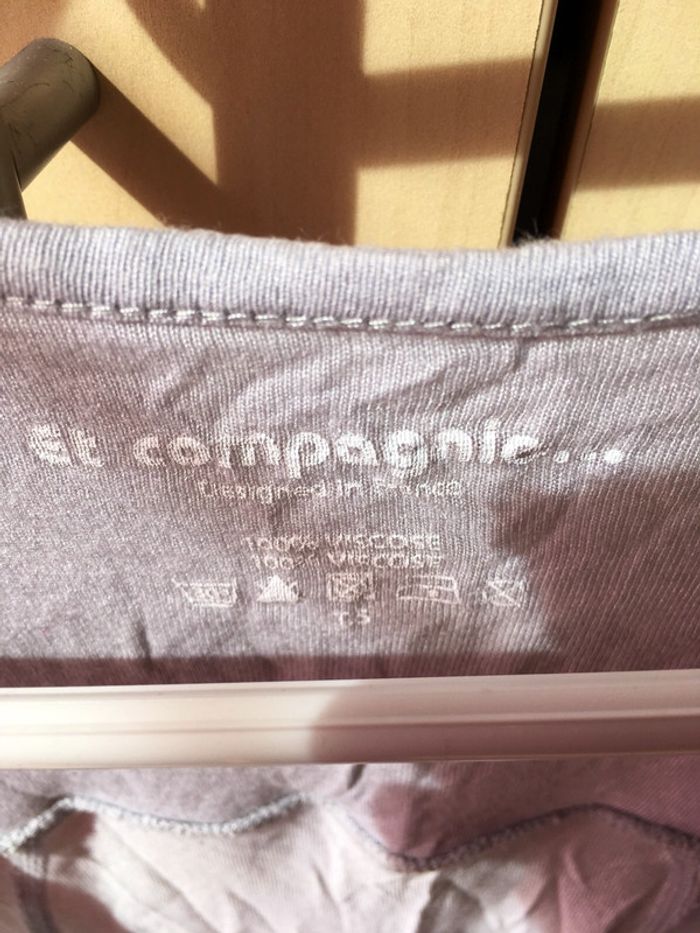 Et compagnie...
Designed in France
100% VISCOSE
100% VISCOSE